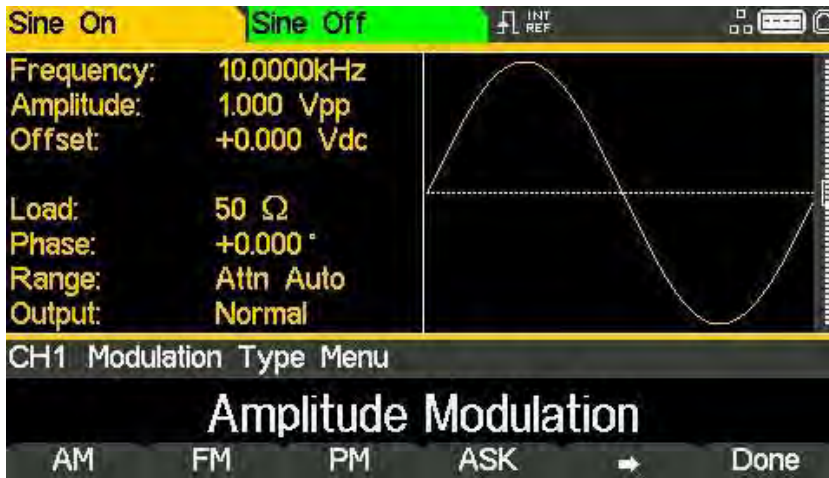 Sine On Sine Off INT REF
Frequency: 10.0000kHz
Amplitude: 1.000 Vpp
Offset: +0.000 Vdc
Load: 50 Ω
Phase: +0.000 °
Range: Attn Auto
Output: Normal
CH1 Modulation Type Menu
Amplitude Modulation
AM FM PM ASK ➡ Done